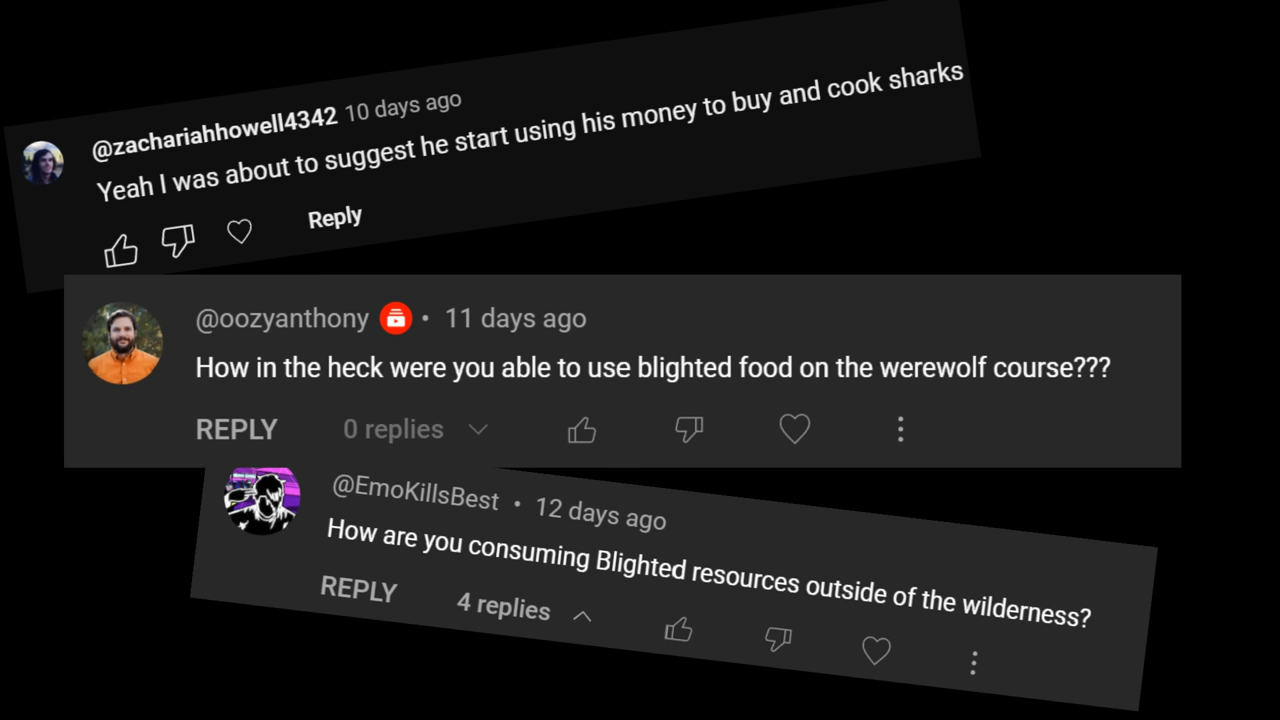 @zachariahhowell4342 10 days ago
Yeah I was about to suggest he start using his money to buy and cook sharks
Reply
@oozyanthony • 11 days ago
How in the heck were you able to use blighted food on the werewolf course???
REPLY 0 replies
@EmoKillsBest • 12 days ago
How are you consuming Blighted resources outside of the wilderness?
REPLY 4 replies